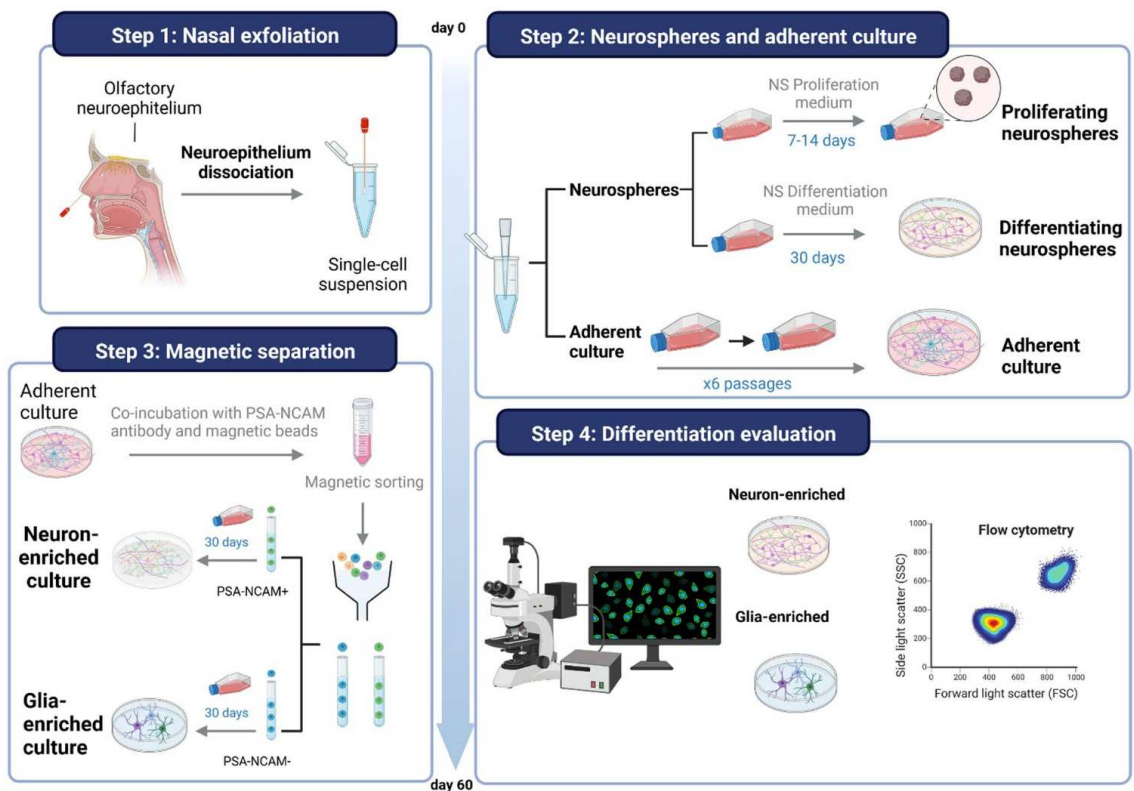 Step 1: Nasal exfoliation
Olfactory
neuroephitelium
Neuroepithelium
dissociation
Single-cell
suspension
day 0
Step 2: Neurospheres and adherent culture
NS Proliferation
medium
7-14 days
Proliferating
neurospheres
Neurospheres
NS Differentiation
medium
30 days
Differentiating
neurospheres
Adherent
culture
x6 passages
Adherent
culture
Step 3: Magnetic separation
Adherent
culture
Co-incubation with PSA-NCAM
antibody and magnetic beads
Magnetic sorting
Neuron-
enriched
culture
30 days
PSA-NCAM+
Glia-
enriched
culture
30 days
PSA-NCAM-
day 60
Step 4: Differentiation evaluation
Neuron-enriched
Glia-enriched
Flow cytometry
Side light scatter (SSC)
1000
800
600
400
200
0
0 200 400 600 800 1000
Forward light scatter (FSC)